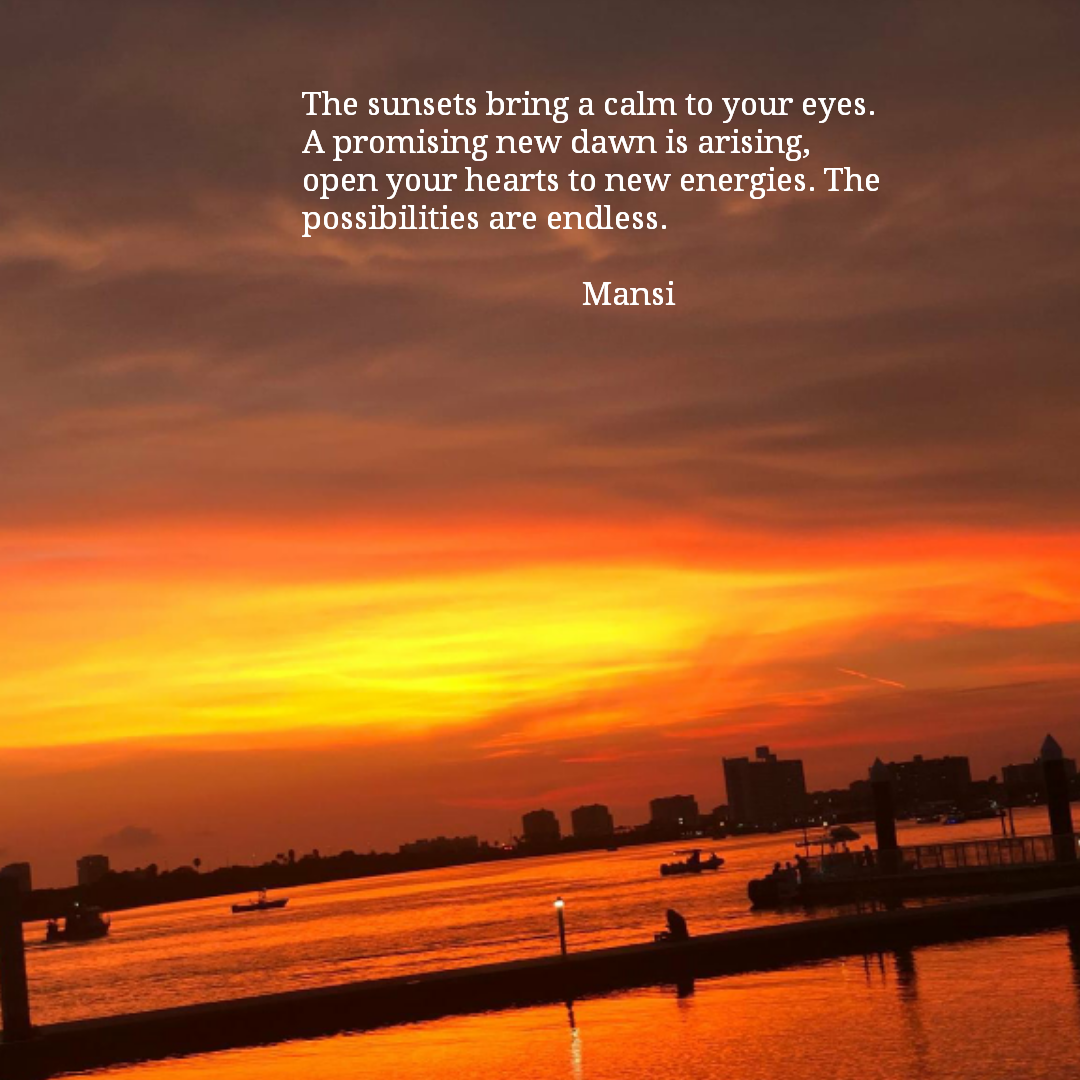 The sunsets bring a calm to your eyes.
A promising new dawn is arising,
open your hearts to new energies. The
possibilities are endless.
Mansi